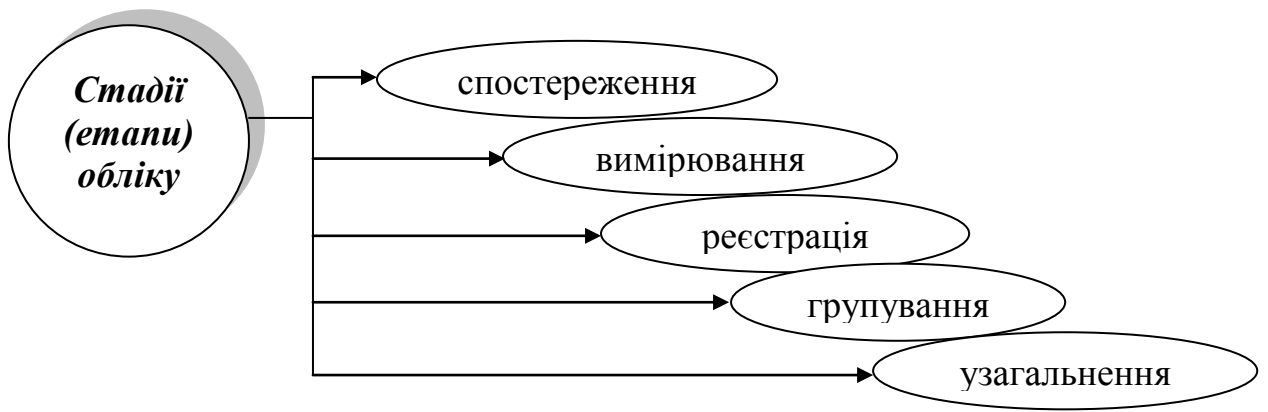 Стадії
(етапи)
обліку
спостереження
вимірювання
реєстрація
групування
узагальнення